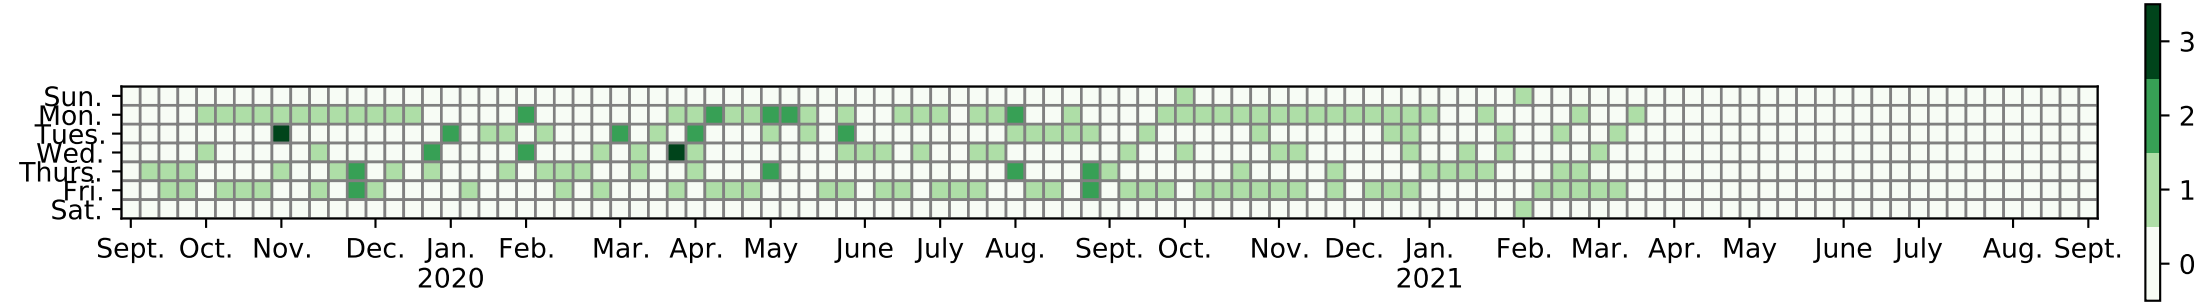 3
2
1
0
Sun.
Mon.
Tues.
Wed.
Thurs.
Fri.
Sat.
Sept. Oct. Nov. Dec. Jan. Feb. Mar. Apr. May June July Aug. Sept. Oct. Nov. Dec. Jan. Feb. Mar. Apr. May June July Aug. Sept.
2020 2021